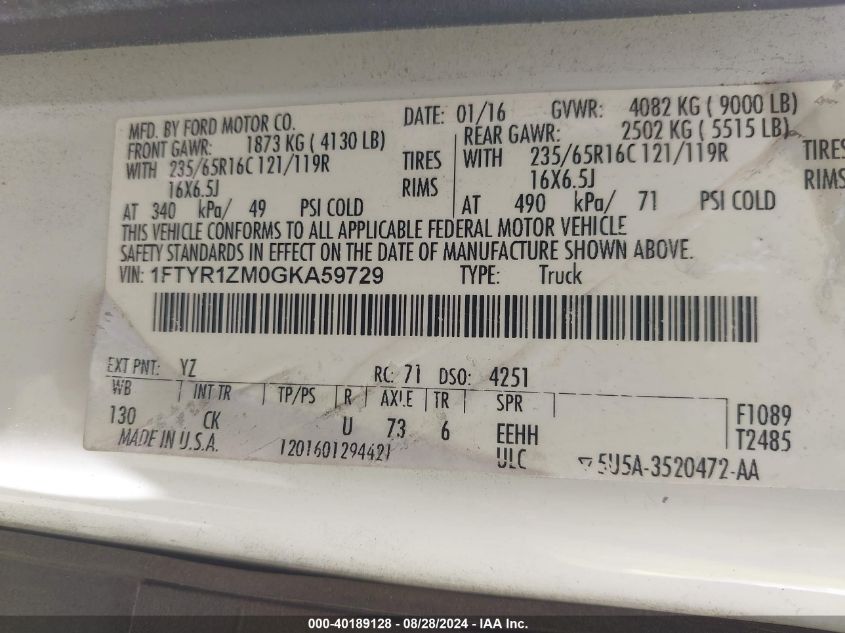 MFD. BY FORD MOTOR CO.
DATE: 01/16 GVWR: 4082 KG ( 9000 LB)
FRONT GAWR: 1873 KG ( 4130 LB)
REAR GAWR: 2502 KG ( 5515 LB)
WITH 235/65R16C 121/119R TIRES
WITH 235/65R16C 121/119R TIRES
16X6.5J RIMS
16X6.5J RIMS
AT 340 kPa/ 49 PSI COLD
AT 490 kPa/ 71 PSI COLD
THIS VEHICLE CONFORMS TO ALL APPLICABLE FEDERAL MOTOR VEHICLE
SAFETY STANDARDS IN EFFECT ON THE DATE OF MANUFACTURE SHOWN ABOVE.
VIN: 1FTYR1ZM0GKA59729 TYPE: Truck
EXT PNT: YZ RC: 71 DSO: 4251
WB INT TR TP/PS R AXLE TR SPR
130 CK U 73 6 EEHH F1089
MADE IN U.S.A. 1201601294421 ULC T2485
5U5A-3520472-AA
000-40189128 - 08/28/2024 - IAA Inc.